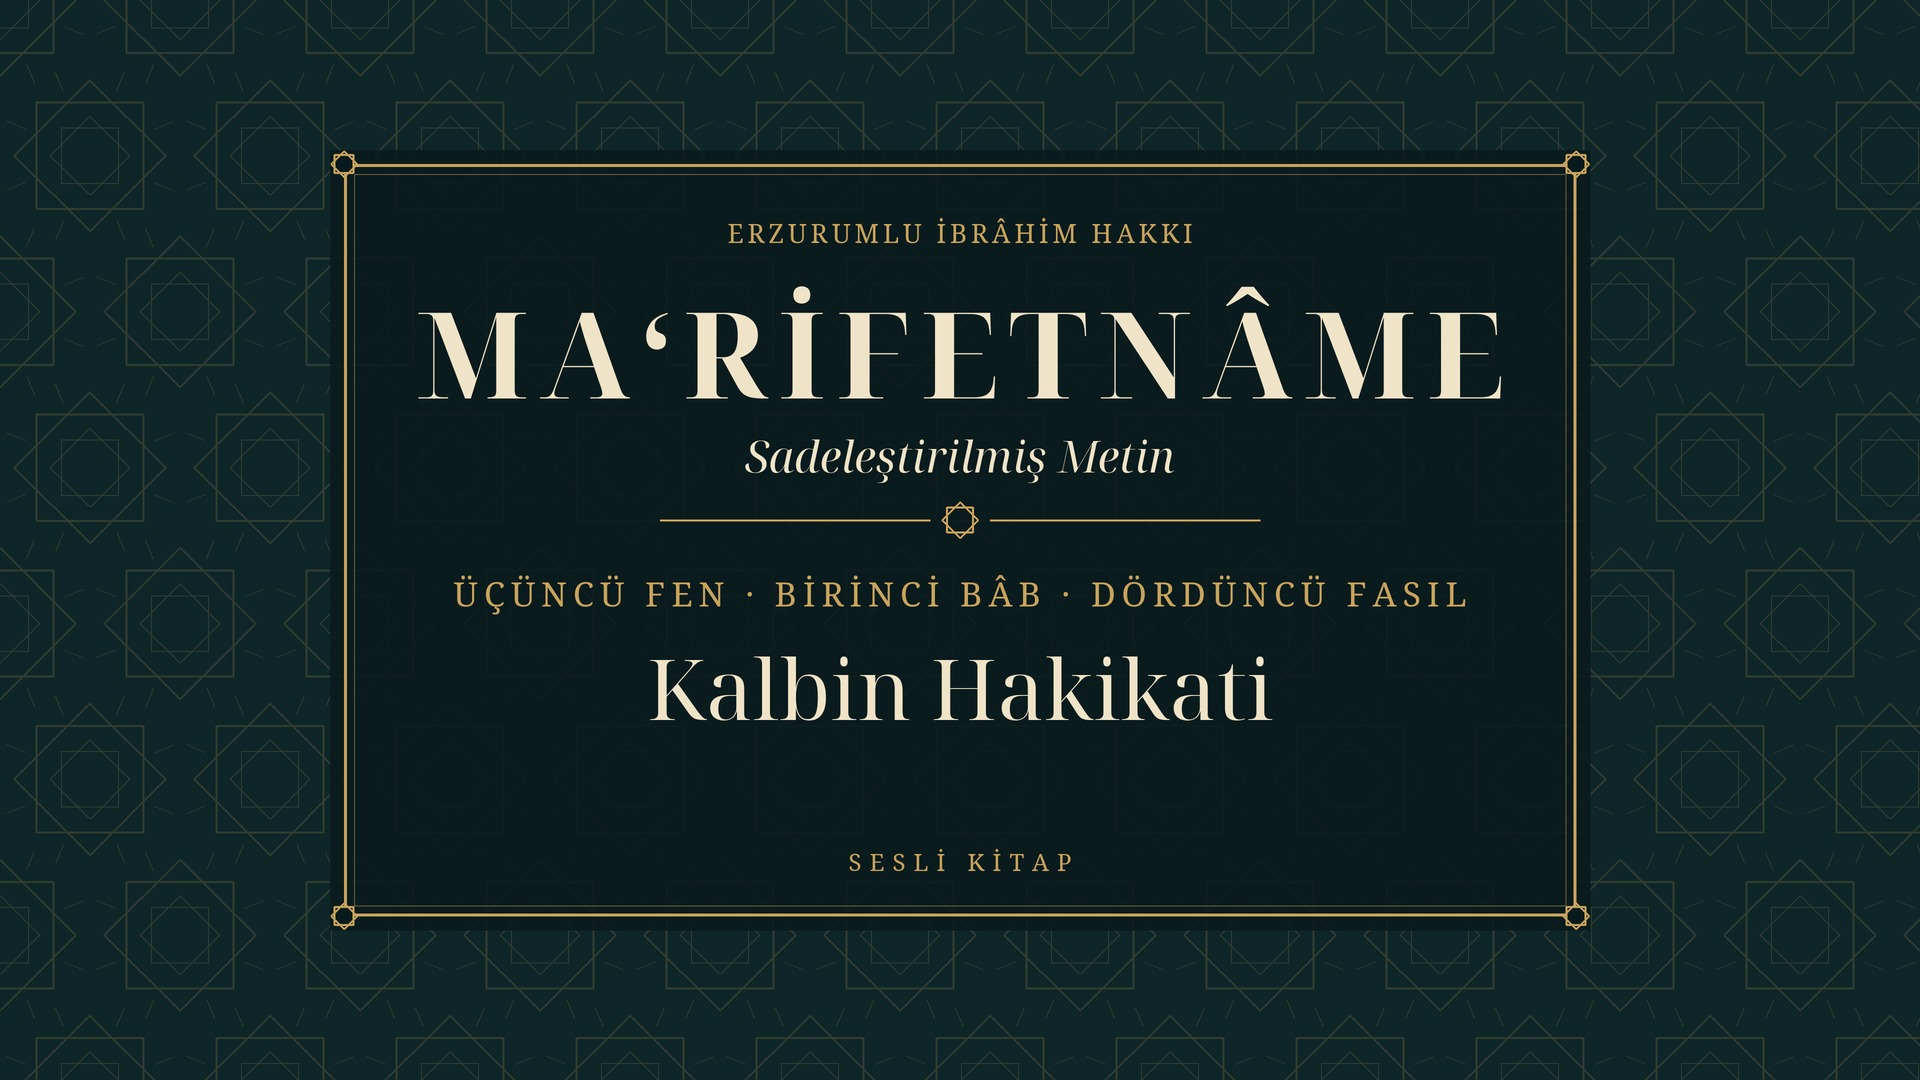 ERZURUMLU İBRÂHİM HAKKI
MA‘RİFETNÂME
Sadeleştirilmiş Metin
ÜÇÜNCÜ FEN · BİRİNCİ BÂB · DÖRDÜNCÜ FASIL
Kalbin Hakikati
SESLİ KİTAP